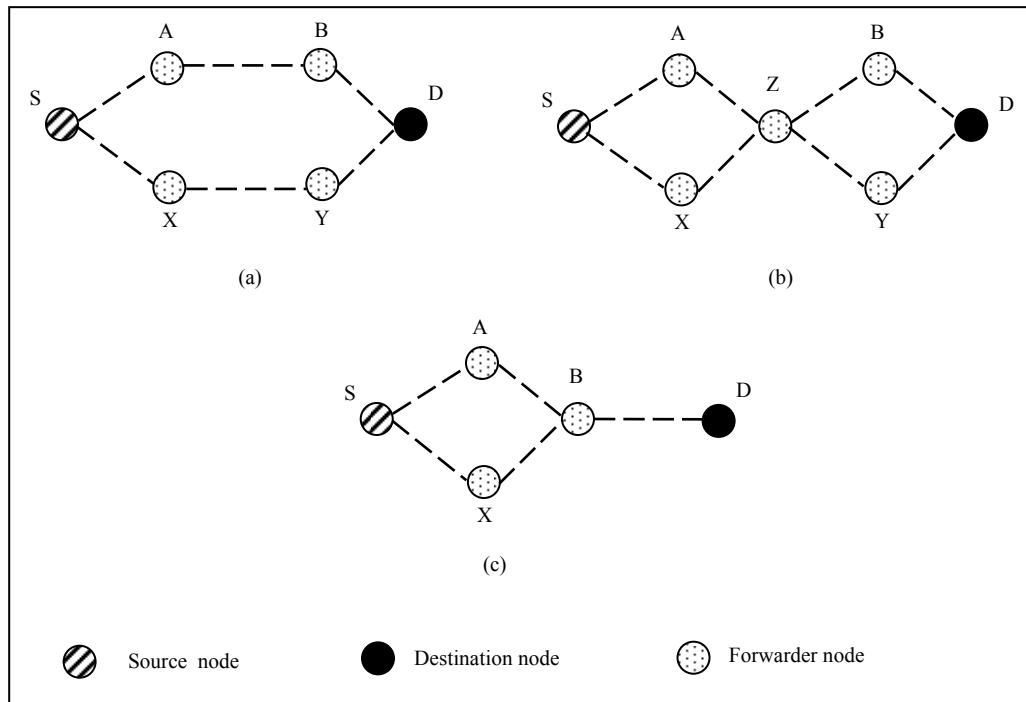 A B
S D
X Y
(a)
A B
Z
S D
X Y
(b)
A
B
S D
X
(c)
Source node
Destination node
Forwarder node